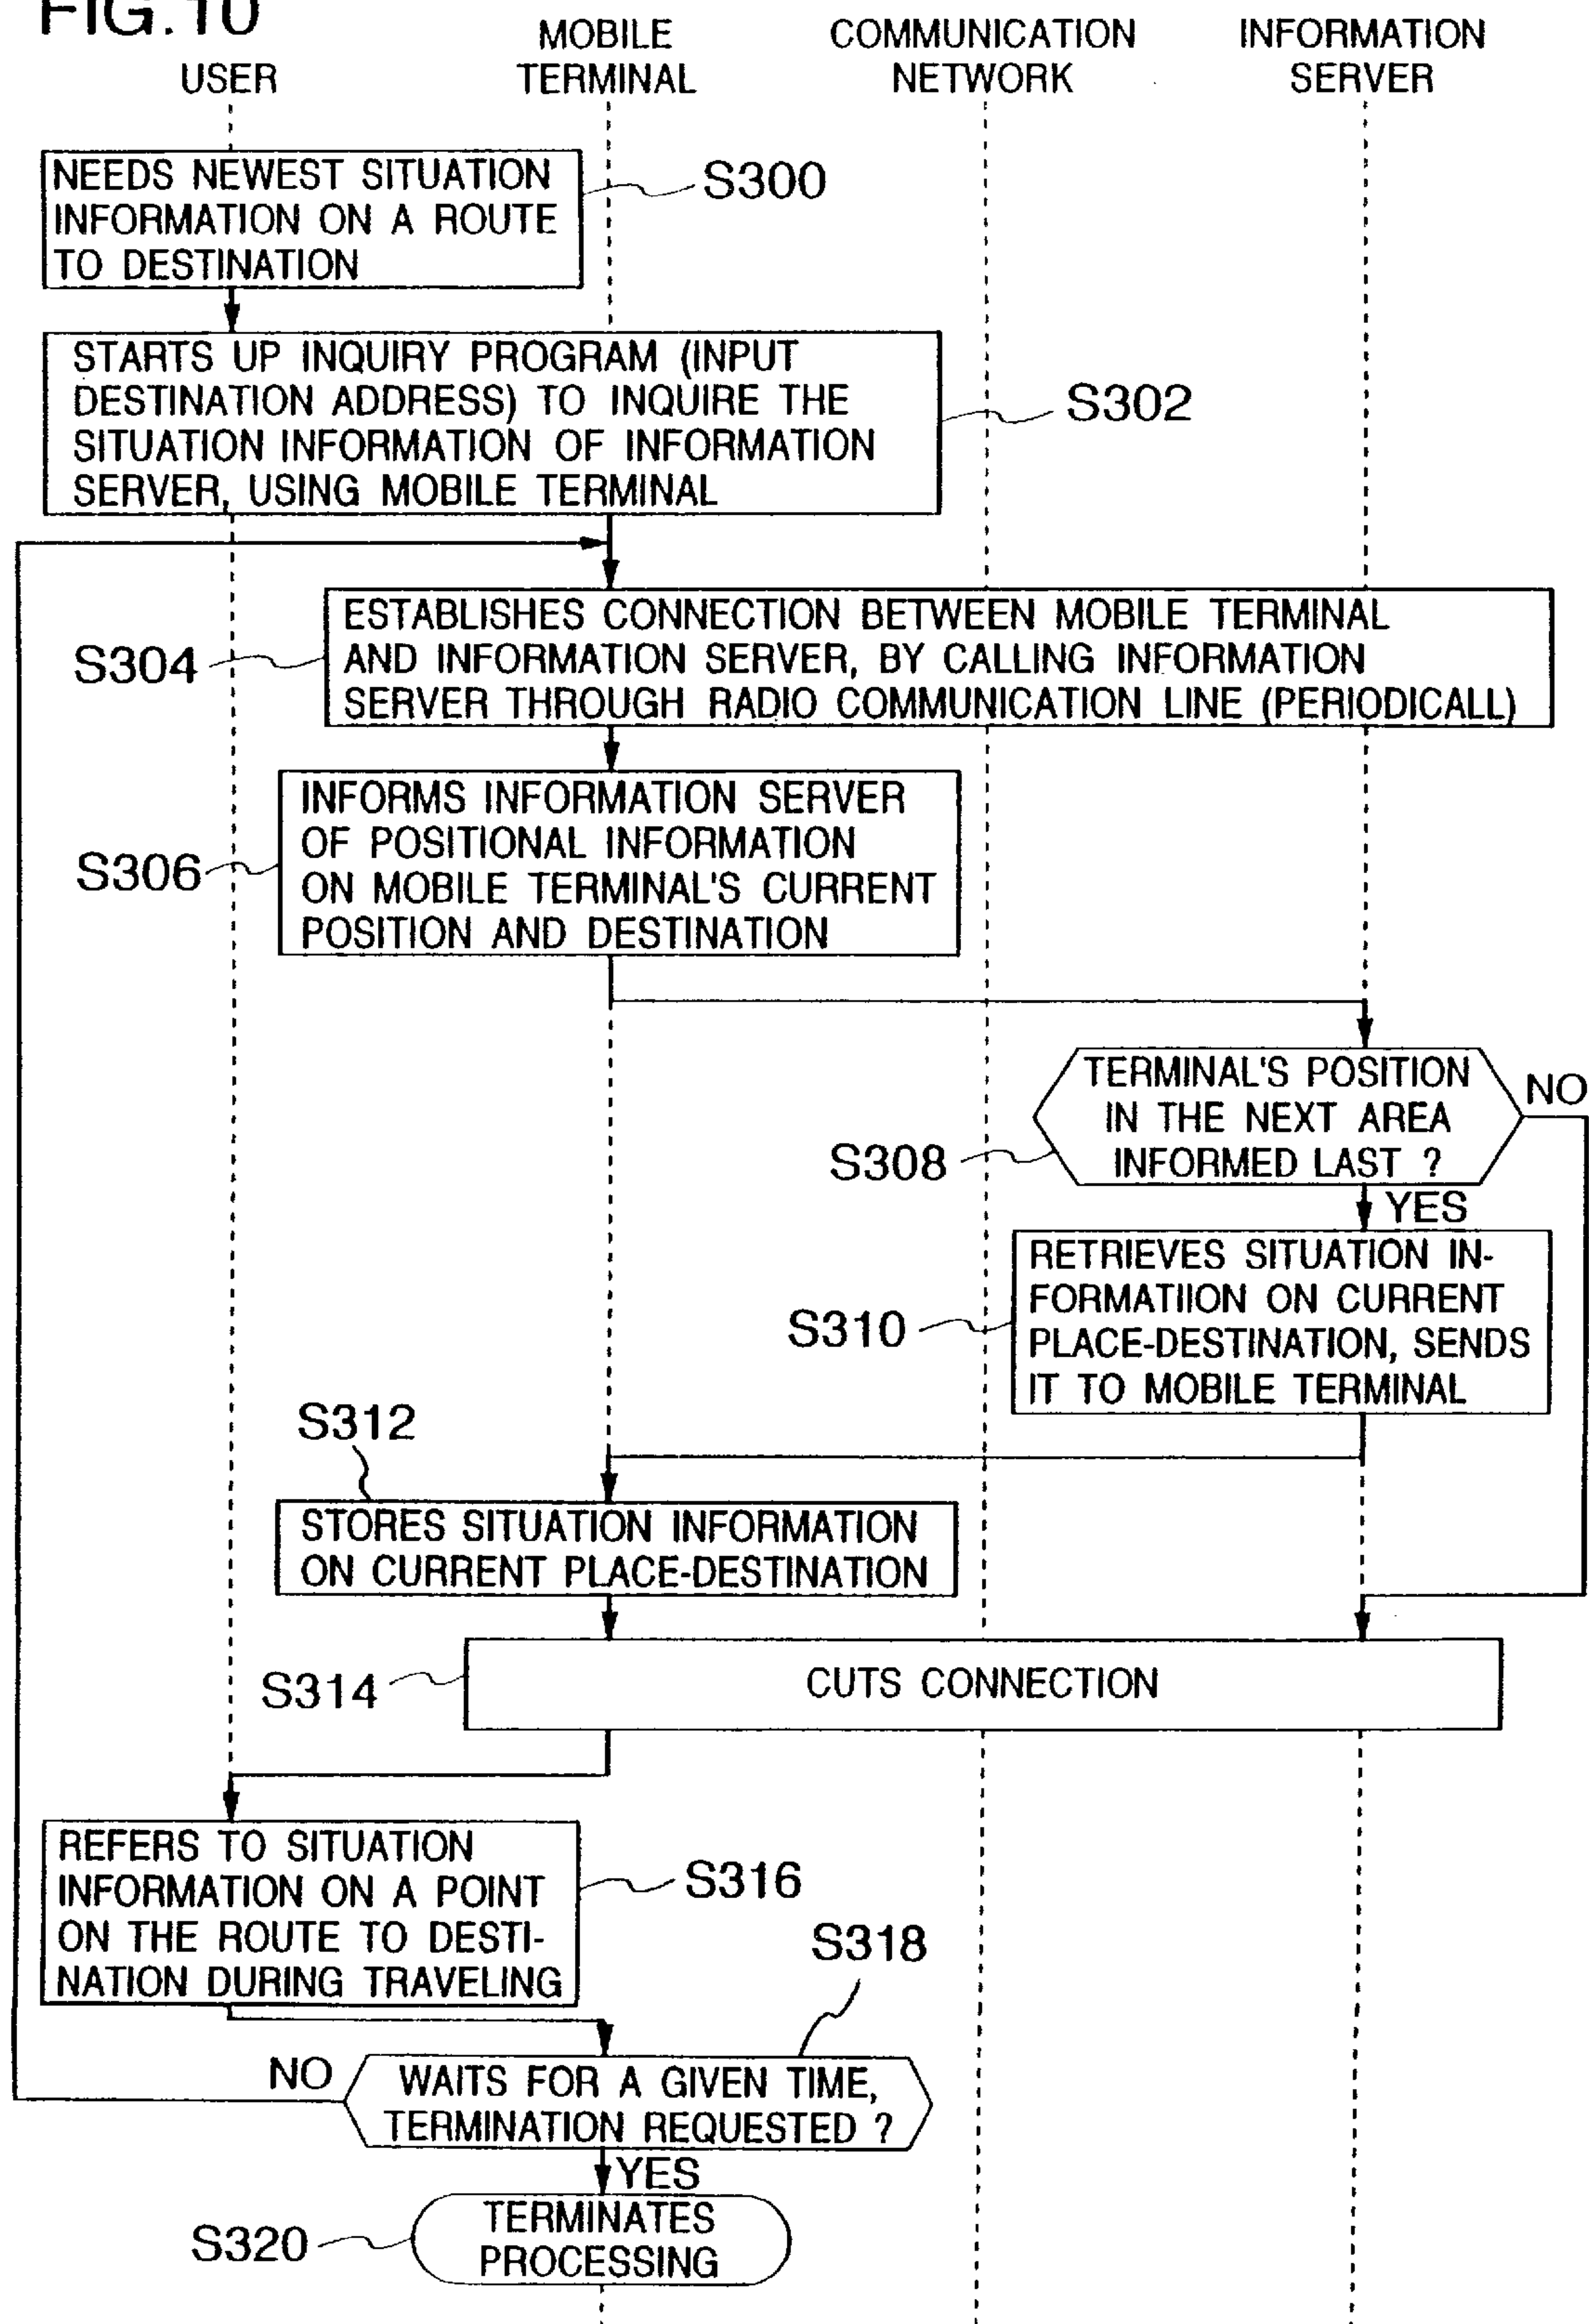 FIG.10
USER
MOBILE
TERMINAL
COMMUNICATION
NETWORK
INFORMATION
SERVER
NEEDS NEWEST SITUATION
INFORMATION ON A ROUTE
TO DESTINATION
S300
STARTS UP INQUIRY PROGRAM (INPUT
DESTINATION ADDRESS) TO INQUIRE THE
SITUATION INFORMATION OF INFORMATION
SERVER, USING MOBILE TERMINAL
S302
S304
ESTABLISHES CONNECTION BETWEEN MOBILE TERMINAL
AND INFORMATION SERVER, BY CALLING INFORMATION
SERVER THROUGH RADIO COMMUNICATION LINE (PERIODICALL)
S306
INFORMS INFORMATION SERVER
OF POSITIONAL INFORMATION
ON MOBILE TERMINAL'S CURRENT
POSITION AND DESTINATION
S308
TERMINAL'S POSITION
IN THE NEXT AREA
INFORMED LAST ?
NO
YES
S310
RETRIEVES SITUATION IN-
FORMATIION ON CURRENT
PLACE-DESTINATION, SENDS
IT TO MOBILE TERMINAL
S312
STORES SITUATION INFORMATION
ON CURRENT PLACE-DESTINATION
S314
CUTS CONNECTION
REFERS TO SITUATION
INFORMATION ON A POINT
ON THE ROUTE TO DESTI-
NATION DURING TRAVELING
S316
S318
NO
WAITS FOR A GIVEN TIME,
TERMINATION REQUESTED ?
YES
S320
TERMINATES
PROCESSING